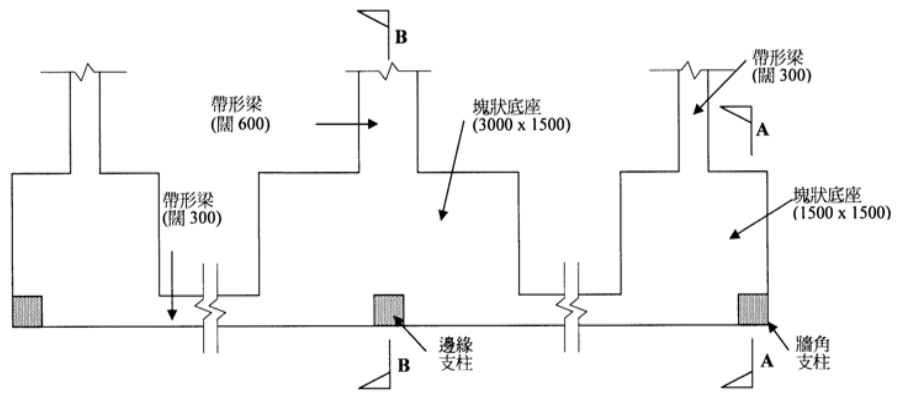 B
帶形梁
(闊 300)
帶形梁
(闊 600)
塊狀底座
(3000 x 1500)
A
帶形梁
(闊 300)
塊狀底座
(1500 x 1500)
邊緣
支柱
B
牆角
支柱
A